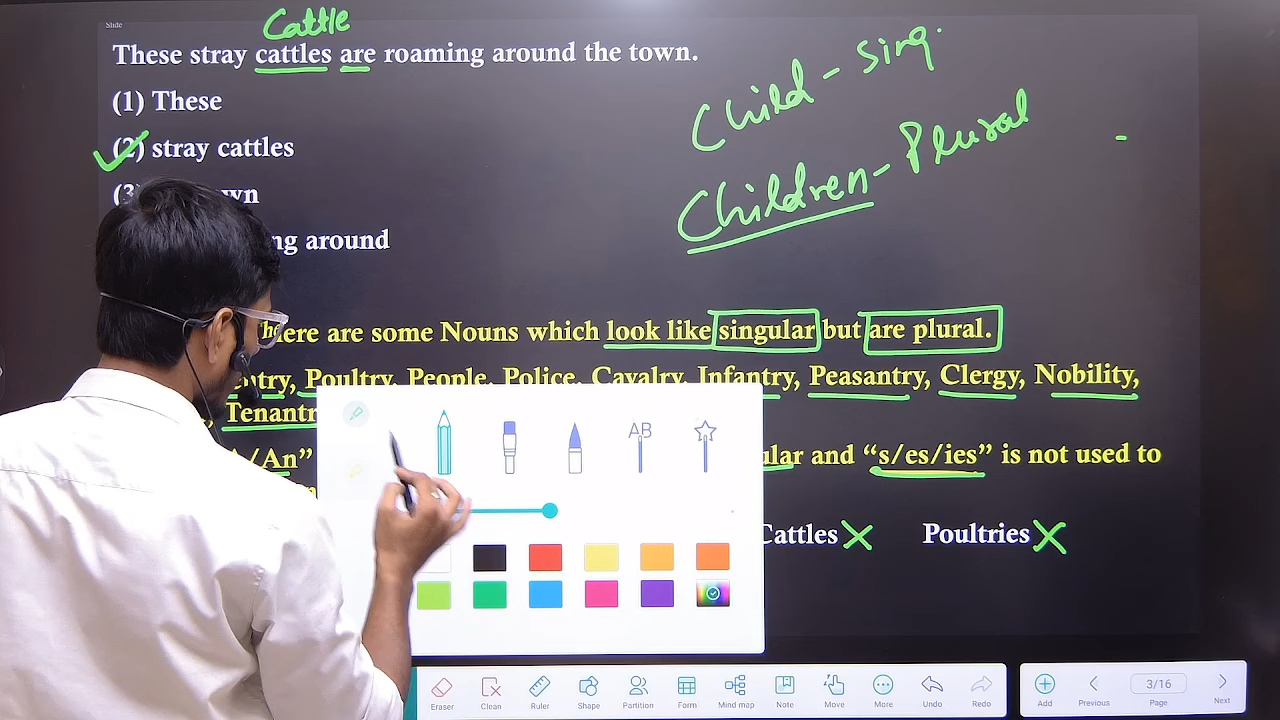 Slide
Cattle
These stray cattles are roaming around the town.
Child - Sing.
(1) These
Children - Plural
(2) stray cattles
ng around
There are some Nouns which look like singular but are plural.
Poultry, People, Police, Cavalry, Infantry, Peasantry, Clergy, Nobility,
AB
/An" and "s/es/ies" is not used to
Cattles X Poultries X
Eraser Clean Ruler Shape Partition Form Mind map Note Move More Undo Redo Add Previous 3/16 Page Next